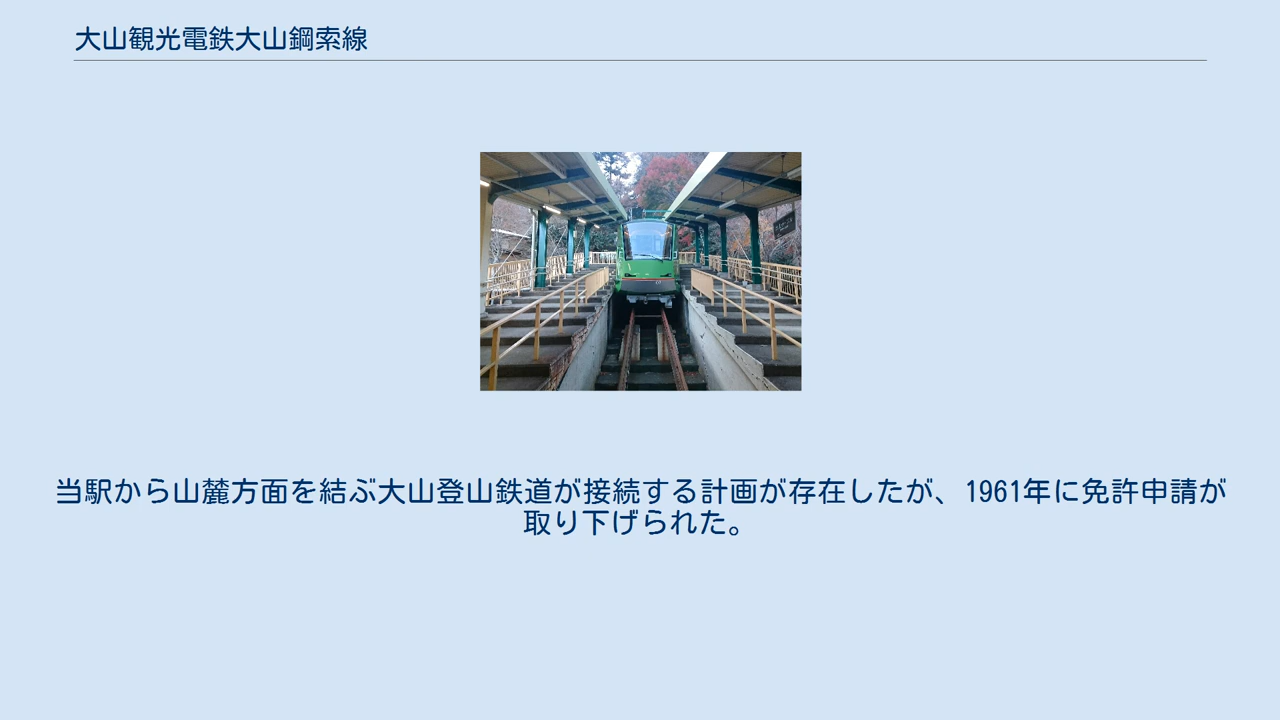 大山観光電鉄大山鋼索線
当駅から山麓方面を結ぶ大山登山鉄道が接続する計画が存在したが、1961年に免許申請が
取り下げられた。